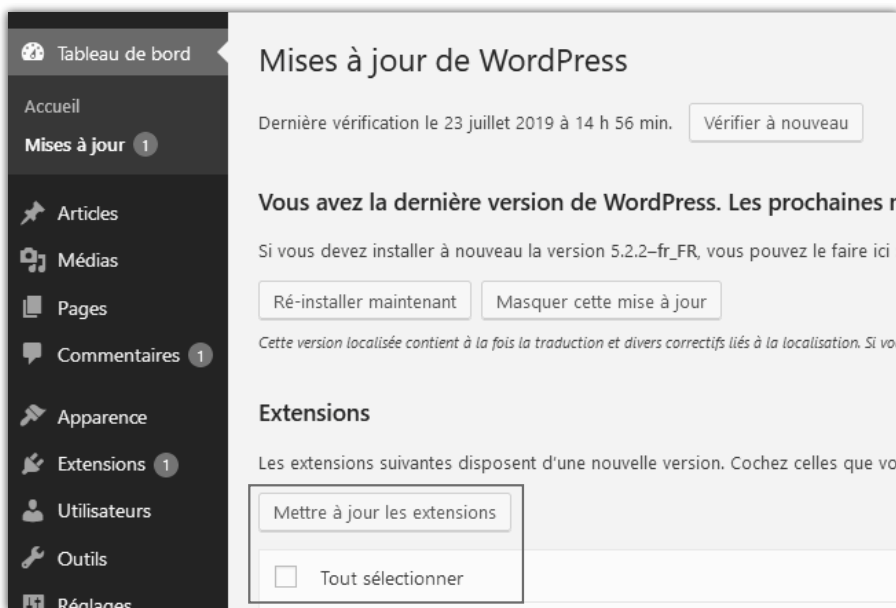 Tableau de bord
Accueil
Mises à jour 1
Articles
Médias
Pages
Commentaires 1
Apparence
Extensions 1
Utilisateurs
Outils
Réglages
Mises à jour de WordPress
Dernière vérification le 23 juillet 2019 à 14 h 56 min. Vérifier à nouveau
Vous avez la dernière version de WordPress. Les prochaines
Si vous devez installer à nouveau la version 5.2.2–fr_FR, vous pouvez le faire ici
Ré-installer maintenant Masquer cette mise à jour
Cette version localisée contient à la fois la traduction et divers correctifs liés à la localisation. Si
Extensions
Les extensions suivantes disposent d'une nouvelle version. Cochez celles que
Mettre à jour les extensions
Tout sélectionner